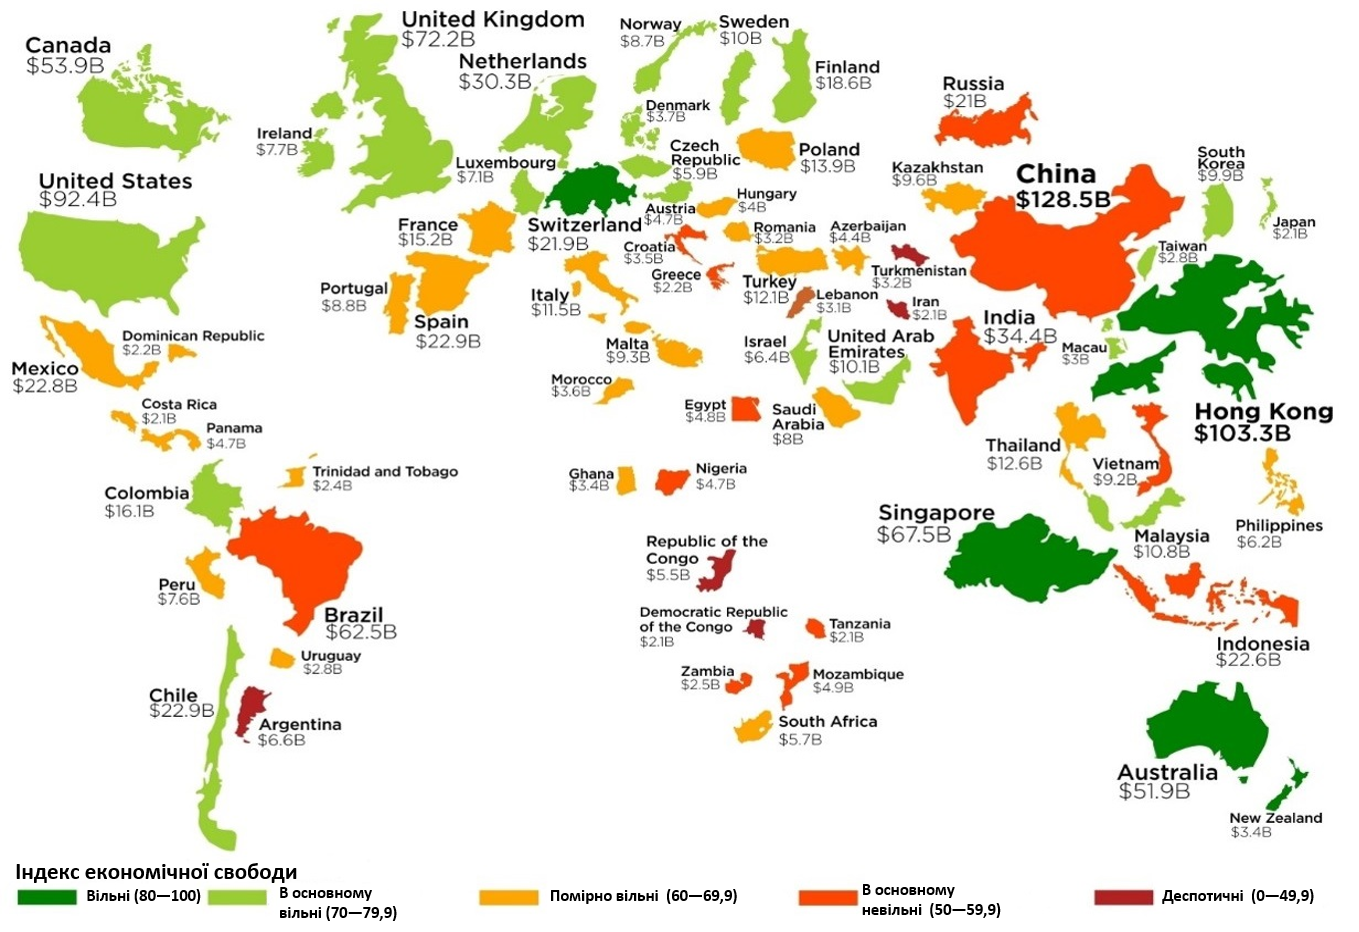 Canada
$53.9B
United States
$92.4B
Mexico
$22.8B
Dominican Republic
$2.2B
Costa Rica
$2.1B
Panama
$4.7B
Trinidad and Tobago
$2.4B
Colombia
$16.1B
Peru
$7.6B
Brazil
$62.5B
Uruguay
$2.8B
Chile
$22.9B
Argentina
$6.6B
United Kingdom
$72.2B
Netherlands
$30.3B
Ireland
$7.7B
Luxembourg
$7.1B
France
$15.2B
Switzerland
$21.9B
Portugal
$8.8B
Spain
$22.9B
Italy
$11.5B
Malta
$9.3B
Morocco
$3.6B
Norway
$8.7B
Sweden
$10B
Finland
$18.6B
Denmark
$3.7B
Czech
Republic
$5.9B
Poland
$13.9B
Austria
$4.7B
Hungary
$4B
Croatia
$3.5B
Romania
$3.2B
Greece
$2.2B
Turkey
$12.1B
Azerbaijan
$4.4B
Turkmenistan
$3.2B
Lebanon
$3.1B
Iran
$2.1B
Israel
$6.4B
United Arab
Emirates
$10.1B
Egypt
$4.8B
Saudi
Arabia
$8B
Ghana
$3.4B
Nigeria
$4.7B
Republic of the
Congo
$5.5B
Democratic Republic
of the Congo
$2.1B
Tanzania
$2.1B
Zambia
$2.5B
Mozambique
$4.9B
South Africa
$5.7B
Russia
$21B
Kazakhstan
$9.6B
China
$128.5B
South
Korea
$9.9B
Japan
$2.1B
Taiwan
$2.8B
India
$34.4B
Macau
$3B
Hong Kong
$103.3B
Thailand
$12.6B
Vietnam
$9.2B
Philippines
$6.2B
Singapore
$67.5B
Malaysia
$10.8B
Indonesia
$22.6B
Australia
$51.9B
New Zealand
$3.4B
Індекс економічної свободи
Вільні (80—100)
В основному
вільні (70—79,9)
Помірно вільні (60—69,9)
В основному
невільні (50—59,9)
Деспотичні (0—49,9)